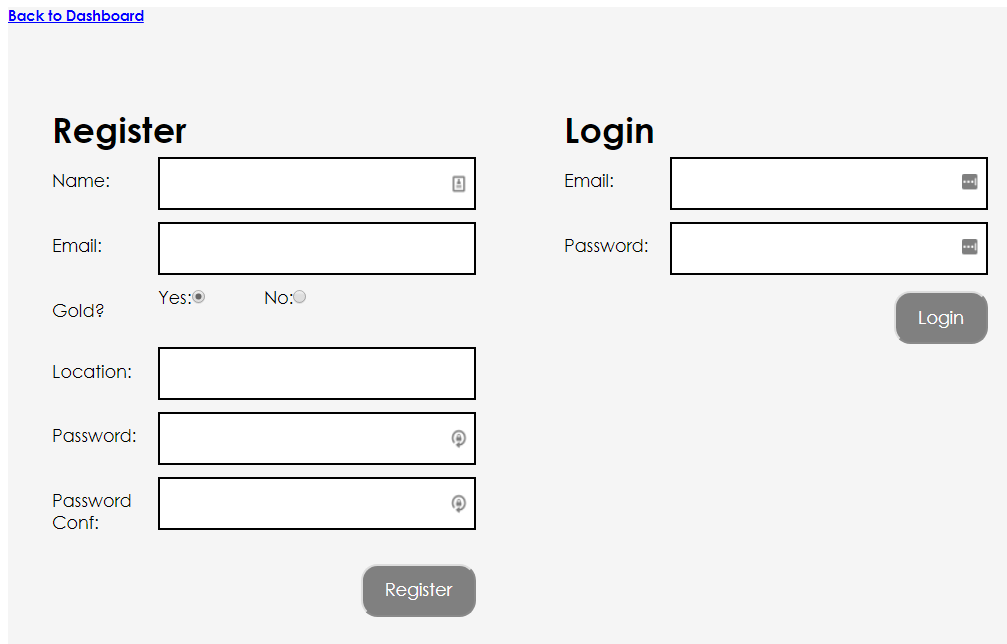 Back to Dashboard
Register
Name:
Email:
Gold?
Yes: No:
Location:
Password:
Password
Conf:
Register
Login
Email:
Password:
Login